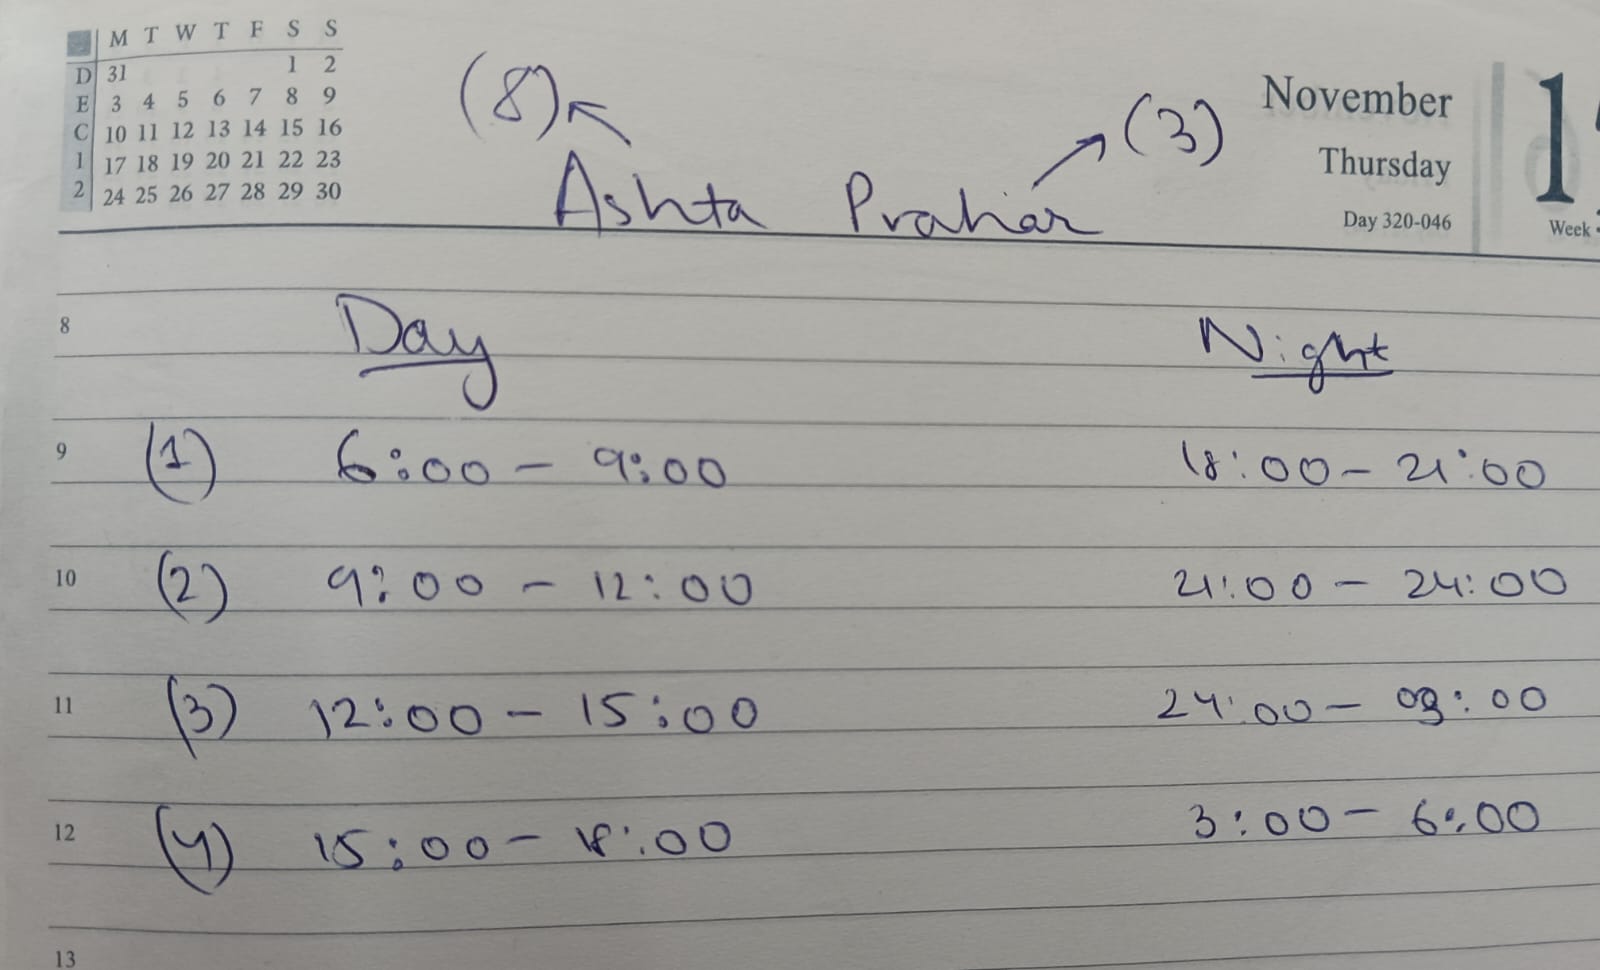 M T W T F S S
D 31 1 2
E 3 4 5 6 7 8 9
C 10 11 12 13 14 15 16
1 17 18 19 20 21 22 23
2 24 25 26 27 28 29 30
(8) (3)
Ashta Prahar
November
Thursday
Day 320-046
Week
8 Day Night
9 (1) 6:00 - 9:00 18:00 - 21:00
10 (2) 9:00 - 12:00 21:00 - 24:00
11 (3) 12:00 - 15:00 24:00 - 03:00
12 (4) 15:00 - 18:00 3:00 - 6:00
13